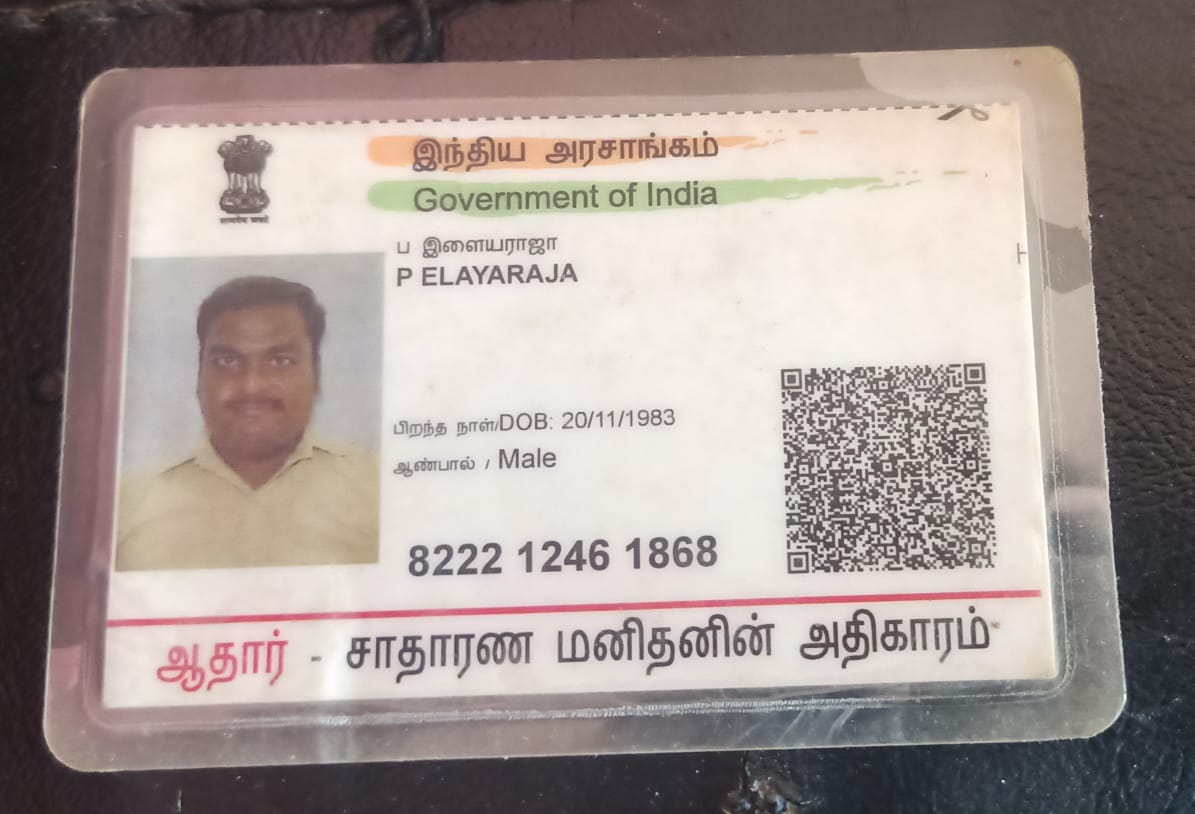 இந்திய அரசாங்கம்
Government of India
ப இளையராஜா
P ELAYARAJA
பிறந்த நாள்/DOB: 20/11/1983
ஆண்பால் / Male
8222 1246 1868
ஆதார் - சாதாரண மனிதனின் அதிகாரம்